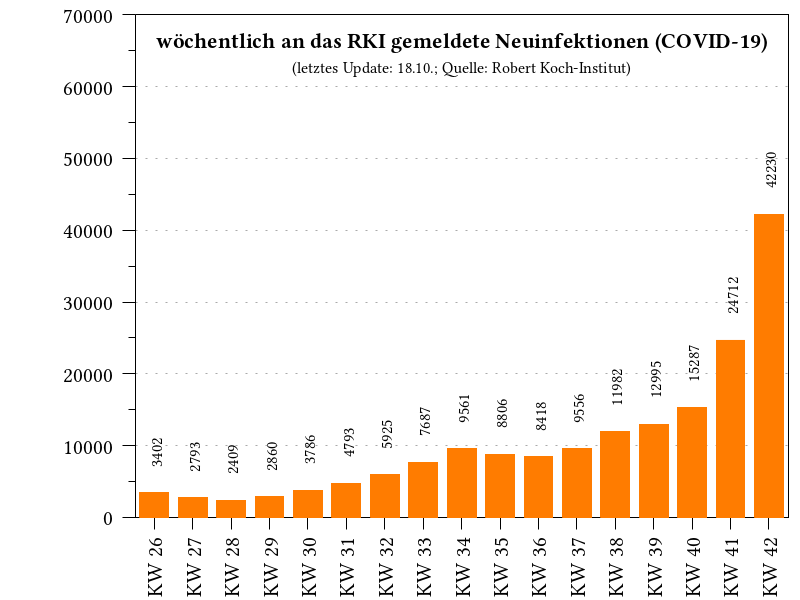 wöchentlich an das RKI gemeldete Neuinfektionen (COVID-19)
(letztes Update: 18.10.; Quelle: Robert Koch-Institut)
70000
60000
50000
40000
30000
20000
10000
0
3402
2793
2409
2860
3786
4793
5925
7687
9561
8806
8418
9556
11982
12995
15287
24712
42230
KW 26
KW 27
KW 28
KW 29
KW 30
KW 31
KW 32
KW 33
KW 34
KW 35
KW 36
KW 37
KW 38
KW 39
KW 40
KW 41
KW 42